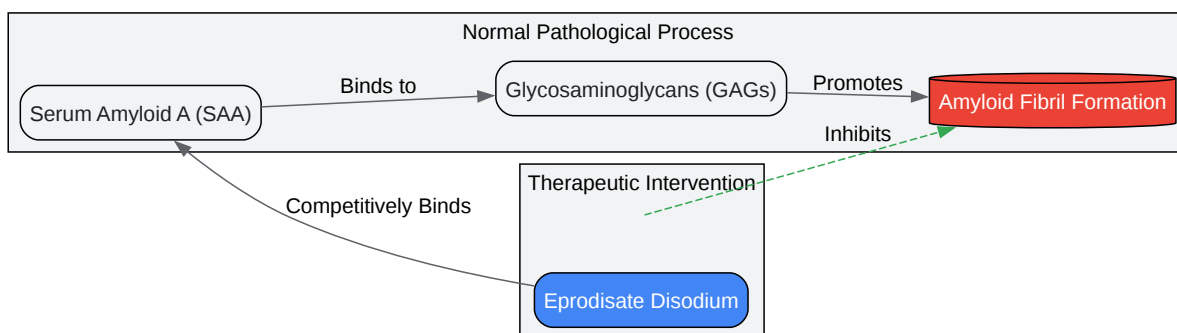 Normal Pathological Process
Serum Amyloid A (SAA)
Binds to
Glycosaminoglycans (GAGs)
Promotes
Amyloid Fibril Formation
Inhibits
Therapeutic Intervention
Competitively Binds
Eprodisate Disodium